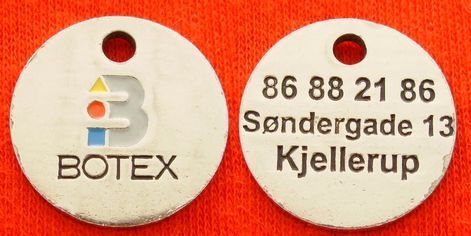 BOTEX
86 88 21 86
Søndergade 13
Kjellerup